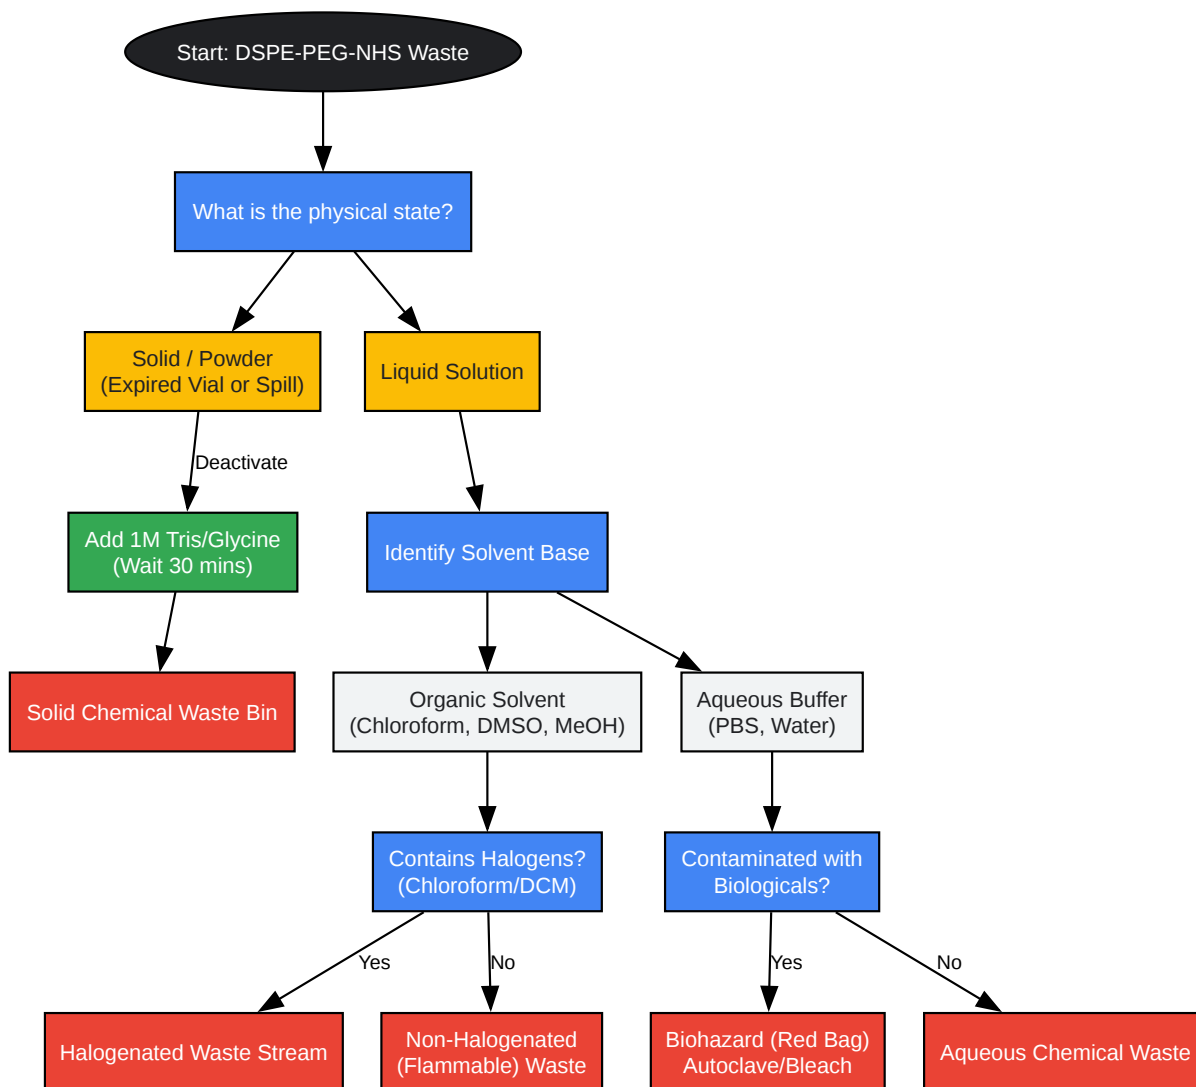 Start: DSPE-PEG-NHS Waste
What is the physical state?
Solid / Powder
(Expired Vial or Spill)
Liquid Solution
Deactivate
Add 1M Tris/Glycine
(Wait 30 mins)
Identify Solvent Base
Solid Chemical Waste Bin
Organic Solvent
(Chloroform, DMSO, MeOH)
Aqueous Buffer
(PBS, Water)
Contains Halogens?
(Chloroform/DCM)
Contaminated with
Biologicals?
Yes
No
Yes
No
Halogenated Waste Stream
Non-Halogenated
(Flammable) Waste
Biohazard (Red Bag)
Autoclave/Bleach
Aqueous Chemical Waste